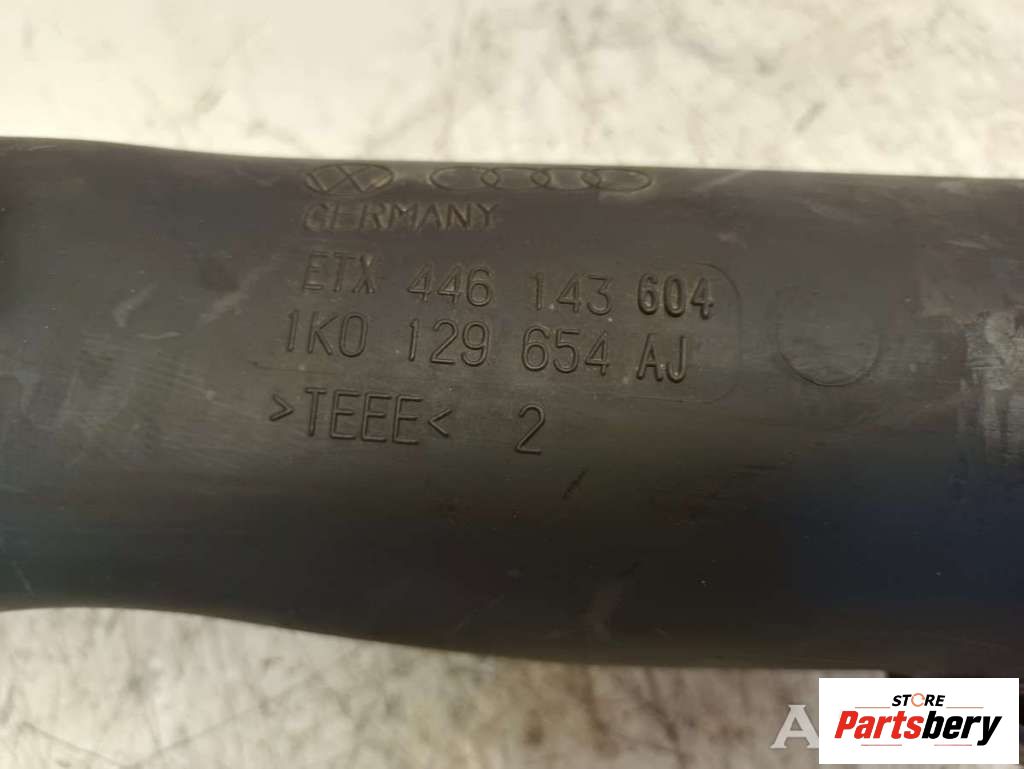 GERMANY
ETX 446 143 604
1K0 129 654 AJ
>TEEE< 2
A
STORE
Partsbery